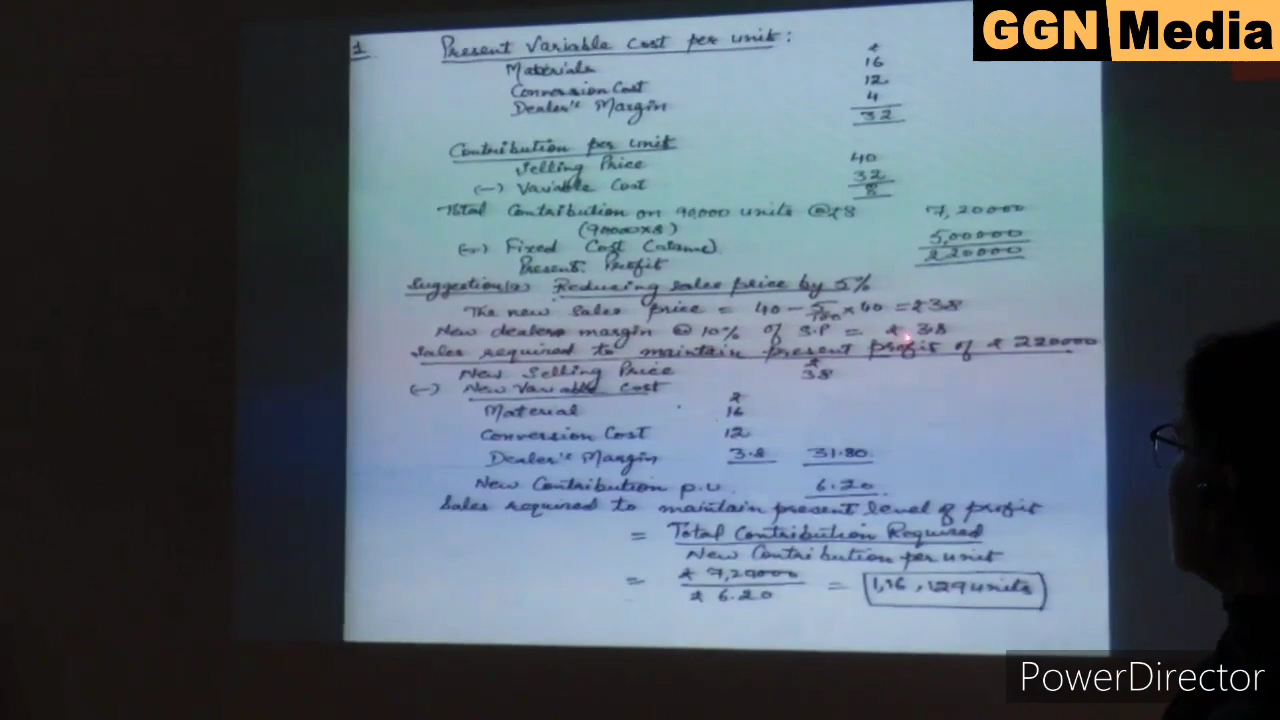 GGN Media
1 Present Variable Cost per unit:
₹
Materials 16
Conversion Cost 12
Dealer's Margin 4
32
Contribution per unit
Selling Price 40
(-) Variable Cost 32
8
Total Contribution on 90,000 units @₹8 7,20000
(90000×8)
(-) Fixed Cost 5,00000
Present Profit 220000
Suggestion(a) Reducing sales price by 5%
The new sales price = 40 - 5/100 × 40 = ₹38
New dealer margin @ 10% of S.P = ₹ 3.8
Sales required to maintain present profit of ₹ 220000
₹
New Selling Price 38
(-) New Variable Cost
₹
Material 16
Conversion Cost 12
Dealer's Margin 3.8 31.80
New Contribution p.u. 6.20
Sales required to maintain present level of profit
= Total Contribution Required
New Contribution per unit
= ₹ 7,20000
₹ 6.20
= 1,16,129 units
PowerDirector